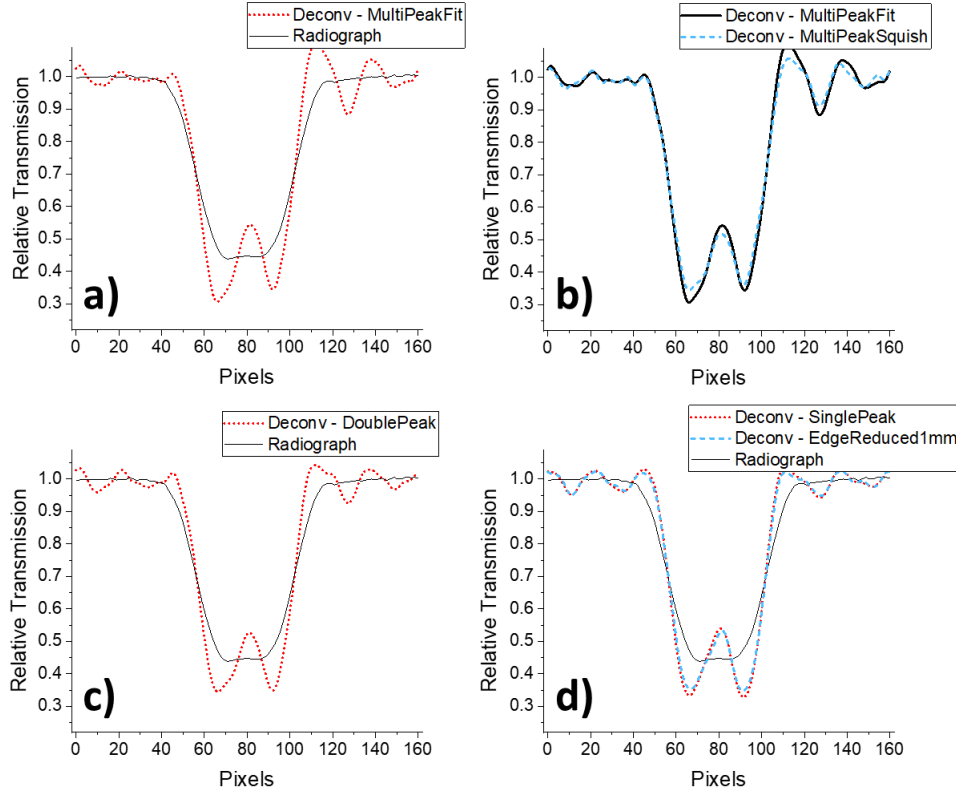 Deconv - MultiPeakFit
Radiograph
1.0
0.9
0.8
0.7
0.6
0.5
0.4
0.3
Relative Transmission
a)
0 20 40 60 80 100 120 140 160
Pixels
Deconv - MultiPeakFit
Deconv - MultiPeakSquish
1.0
0.9
0.8
0.7
0.6
0.5
0.4
0.3
Relative Transmission
b)
0 20 40 60 80 100 120 140 160
Pixels
Deconv - DoublePeak
Radiograph
1.0
0.9
0.8
0.7
0.6
0.5
0.4
0.3
Relative Transmission
c)
0 20 40 60 80 100 120 140 160
Pixels
Deconv - SinglePeak
Deconv - EdgeReduced1mm
Radiograph
1.0
0.9
0.8
0.7
0.6
0.5
0.4
0.3
Relative Transmission
d)
0 20 40 60 80 100 120 140 160
Pixels